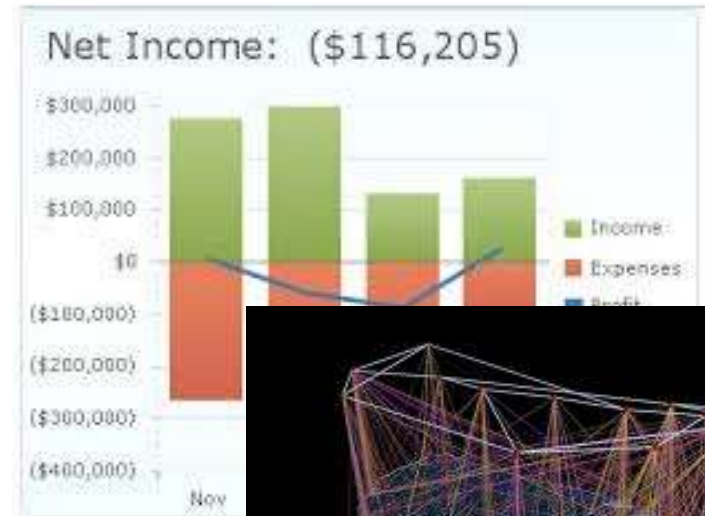 Net Income: ($116,205)
$300,000
$200,000
$100,000
$0
($100,000)
($200,000)
($300,000)
($400,000)
Income
Expenses
Profit
Nov